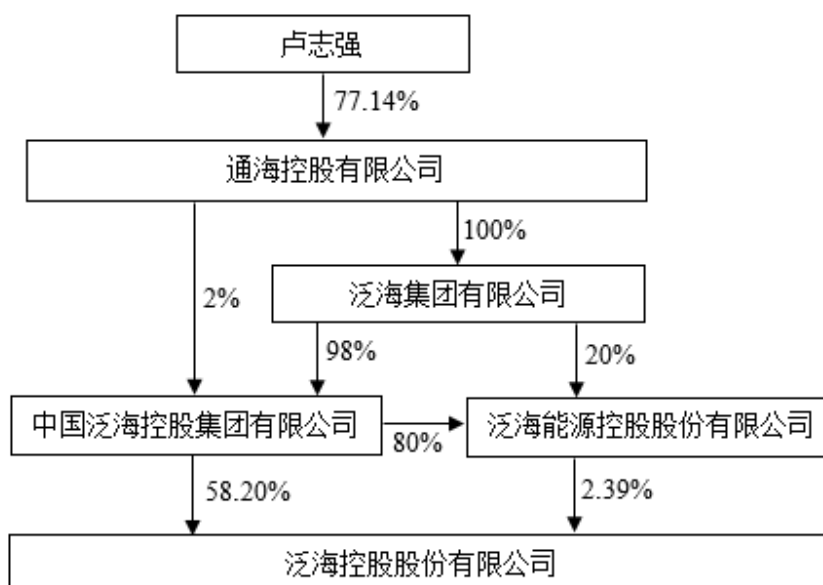 卢志强
77.14%
通海控股有限公司
100%
泛海集团有限公司
2%
98%
20%
中国泛海控股集团有限公司
80%
泛海能源控股股份有限公司
58.20%
2.39%
泛海控股股份有限公司